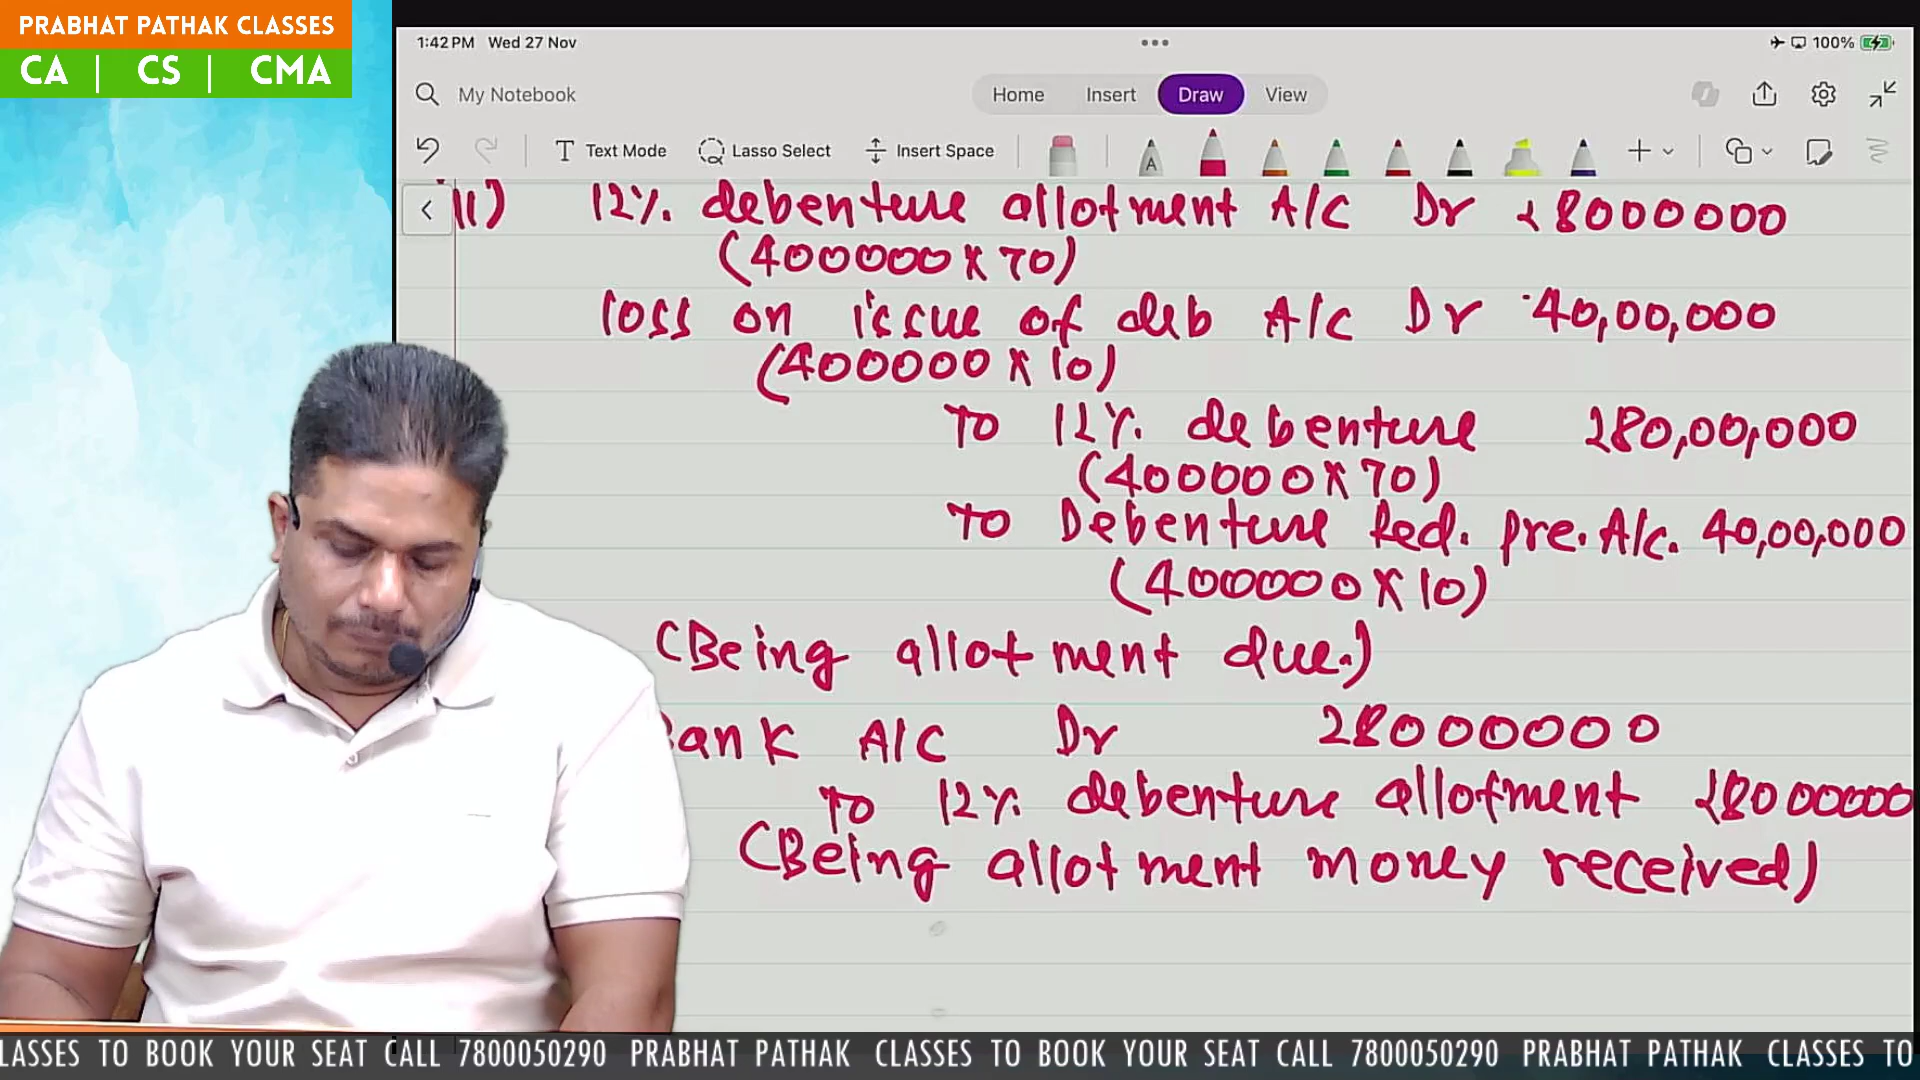 PRABHAT PATHAK CLASSES
CA | CS | CMA
1:42 PM Wed 27 Nov
100%
My Notebook
Home Insert Draw View
Text Mode Lasso Select Insert Space
A
ii) 12% debenture allotment A/C Dr 28000000
(400000 x 70)
loss on issue of deb A/C Dr 40,00,000
(400000 x 10)
To 12% debenture 280,00,000
(400000 x 70)
To Debenture Red. pre. A/c. 40,00,000
(400000 x 10)
(Being allotment due.)
Bank A/C Dr 28000000
To 12% debenture allotment 28000000
(Being allotment money received)
LASSES TO BOOK YOUR SEAT CALL 7800050290 PRABHAT PATHAK CLASSES TO BOOK YOUR SEAT CALL 7800050290 PRABHAT PATHAK CLASSES TO